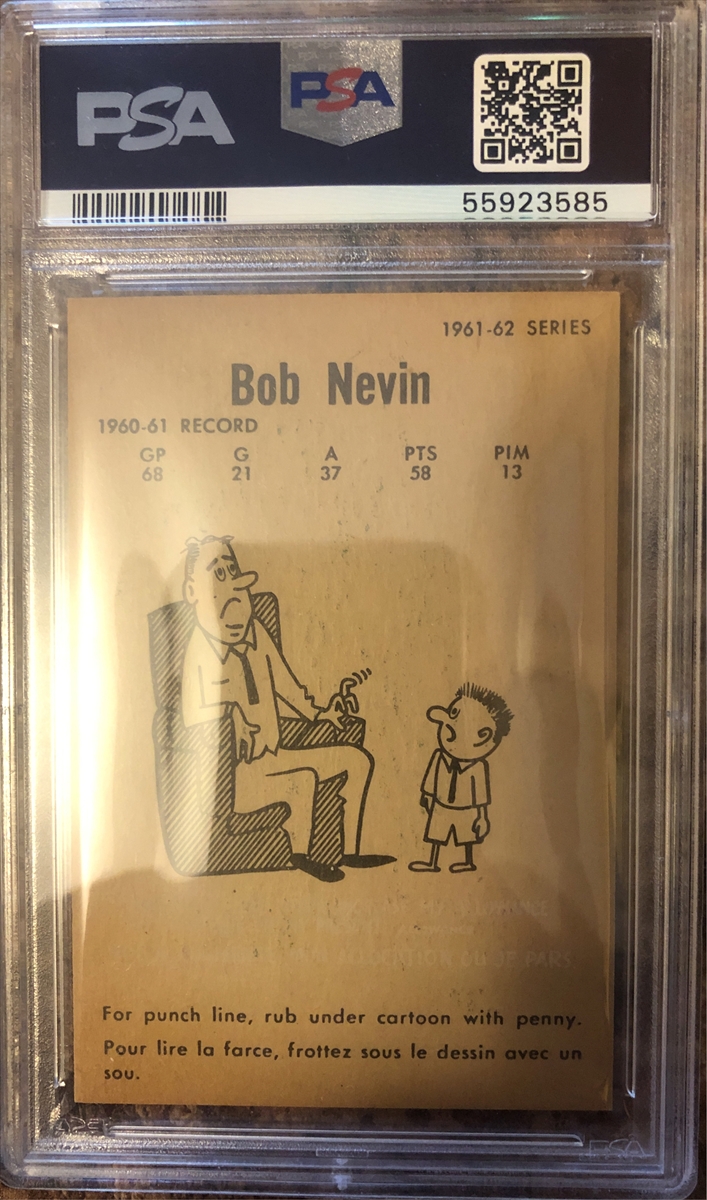 PSA
PSA
55923585
1961-62 SERIES
Bob Nevin
1960-61 RECORD
GP G A PTS PIM
68 21 37 58 13
For punch line, rub under cartoon with penny.
Pour lire la farce, frottez sous le dessin avec un
sou.
PSA